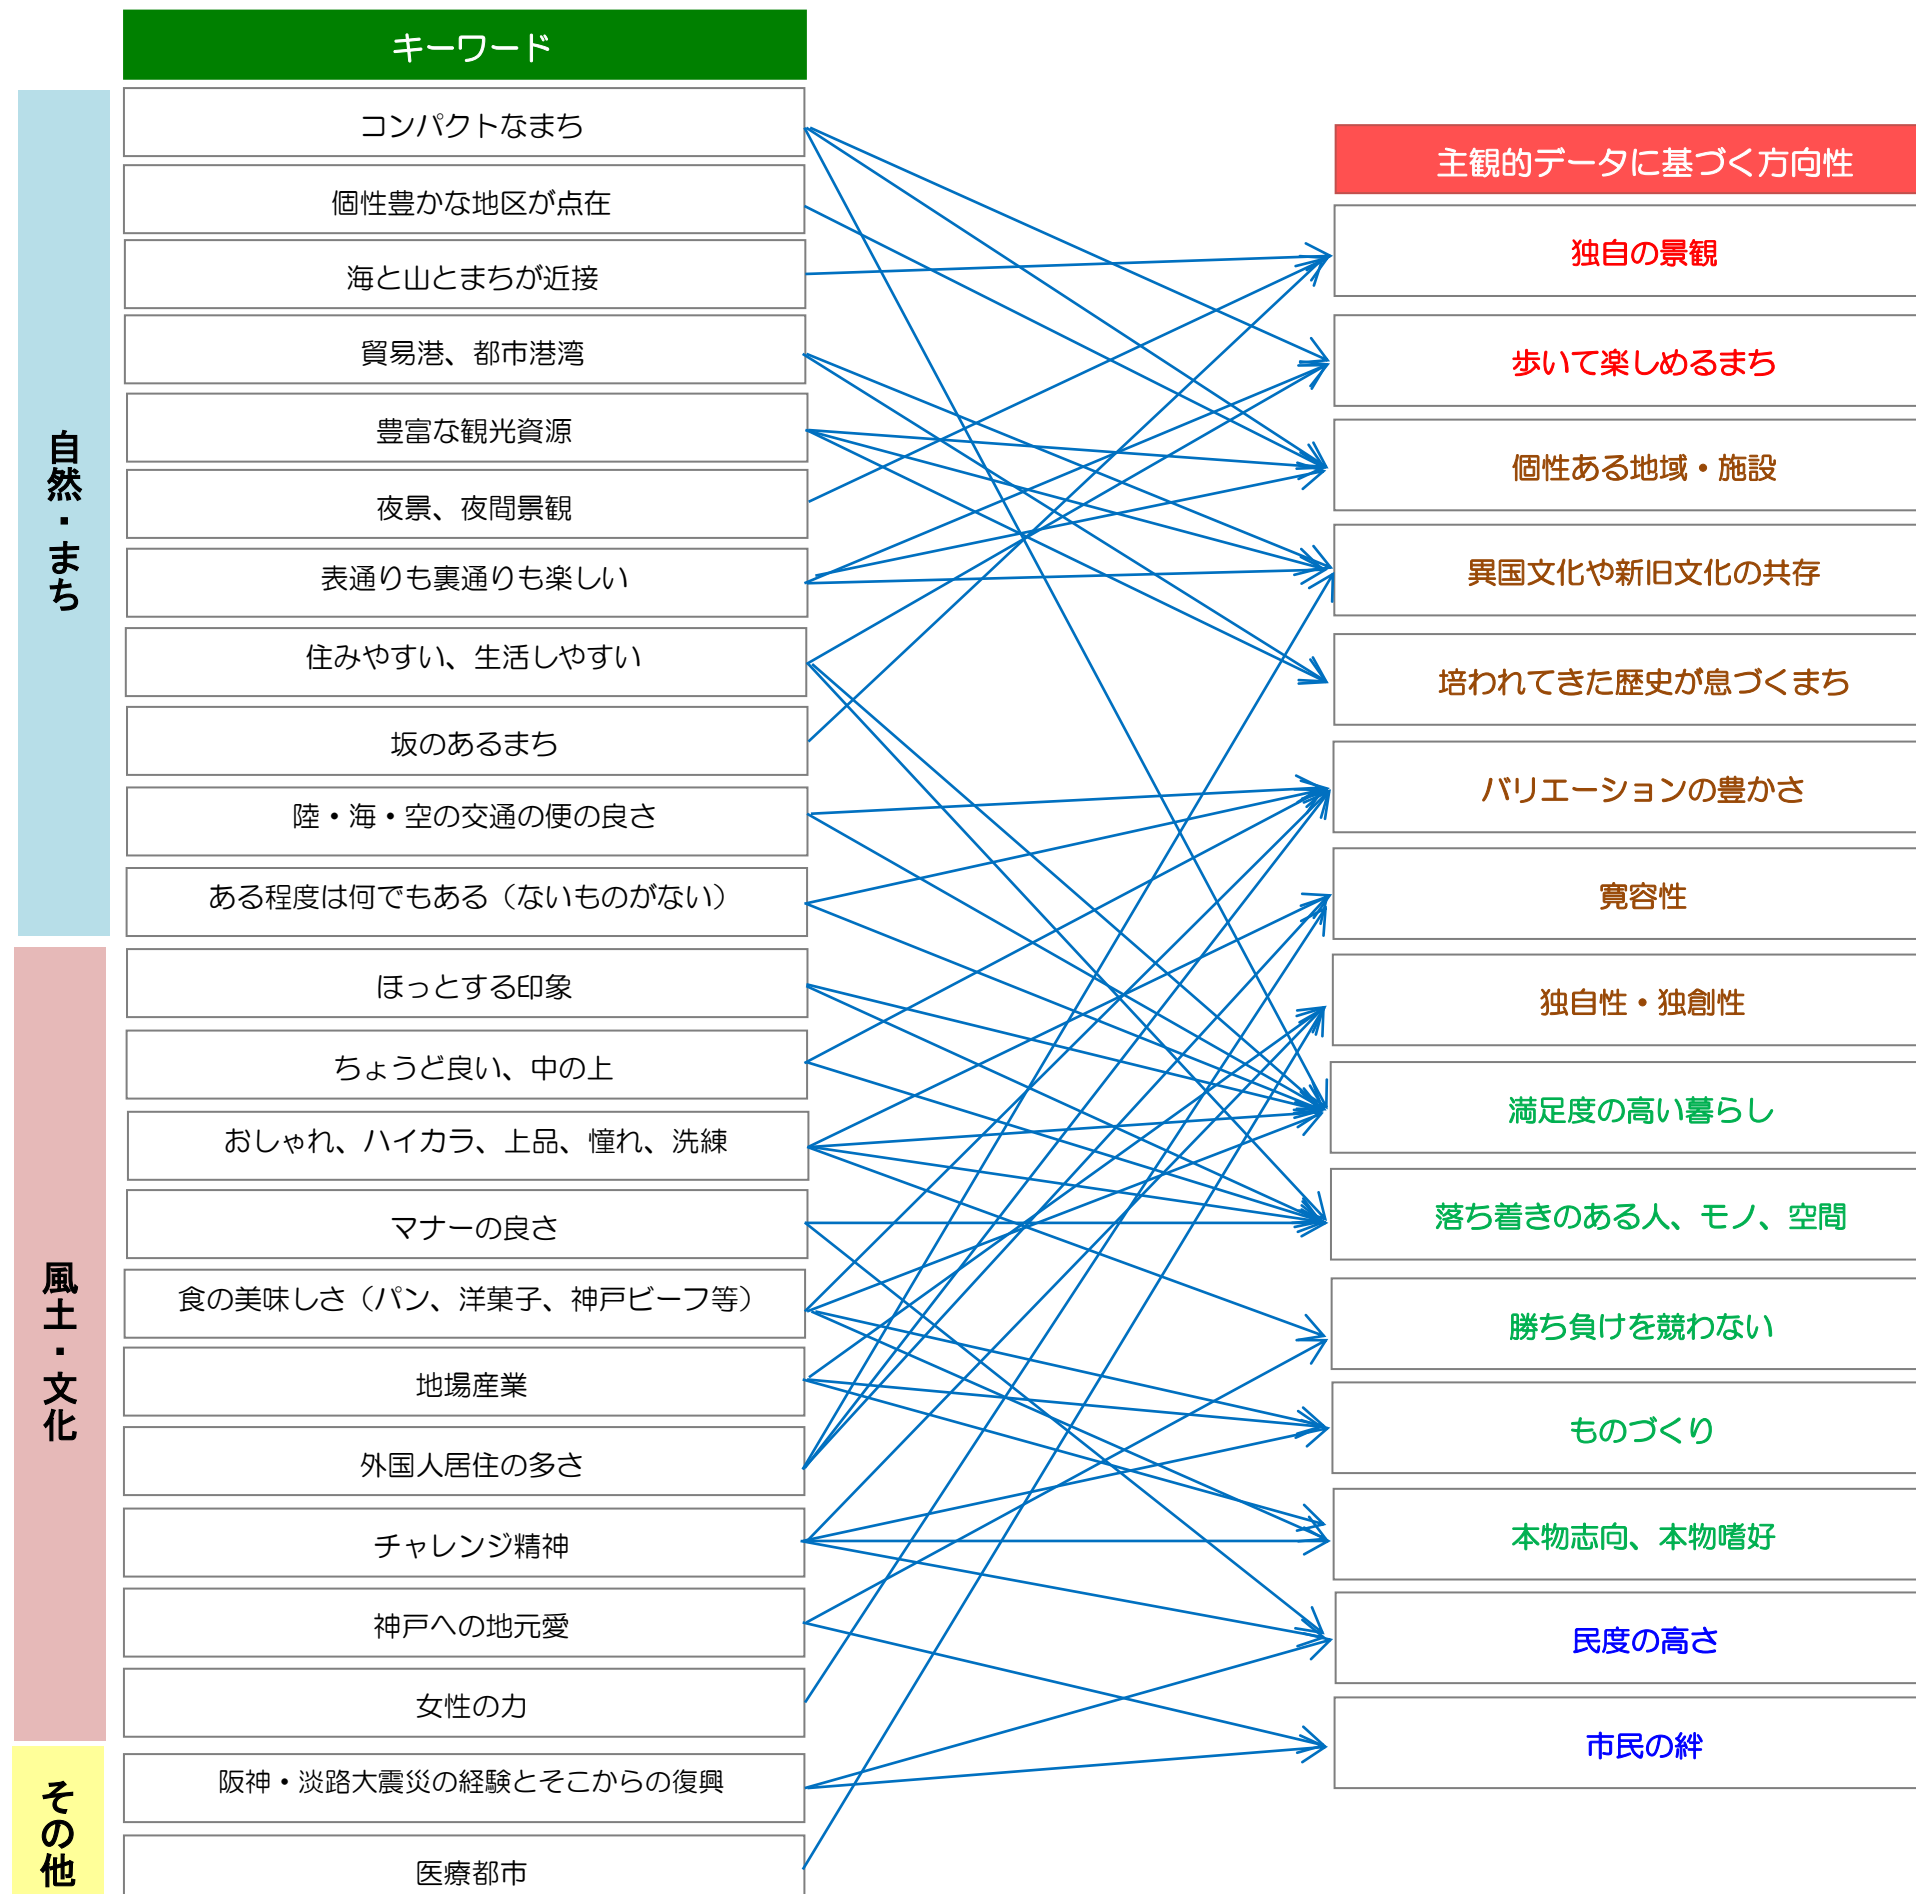 キーワード
自然・まち
コンパクトなまち
個性豊かな地区が点在
海と山とまちが近接
貿易港、都市港湾
豊富な観光資源
夜景、夜間景観
表通りも裏通りも楽しい
住みやすい、生活しやすい
坂のあるまち
陸・海・空の交通の便の良さ
ある程度は何でもある（ないものがない）
風土・文化
ほっとする印象
ちょうど良い、中の上
おしゃれ、ハイカラ、上品、憧れ、洗練
マナーの良さ
食の美味しさ（パン、洋菓子、神戸ビーフ等）
地場産業
外国人居住の多さ
チャレンジ精神
神戸への地元愛
女性の力
その他
阪神・淡路大震災の経験とそこからの復興
医療都市
主観的データに基づく方向性
独自の景観
歩いて楽しめるまち
個性ある地域・施設
異国文化や新旧文化の共存
培われてきた歴史が息づくまち
バリエーションの豊かさ
寛容性
独自性・独創性
満足度の高い暮らし
落ち着きのある人、モノ、空間
勝ち負けを競わない
ものづくり
本物志向、本物嗜好
民度の高さ
市民の絆